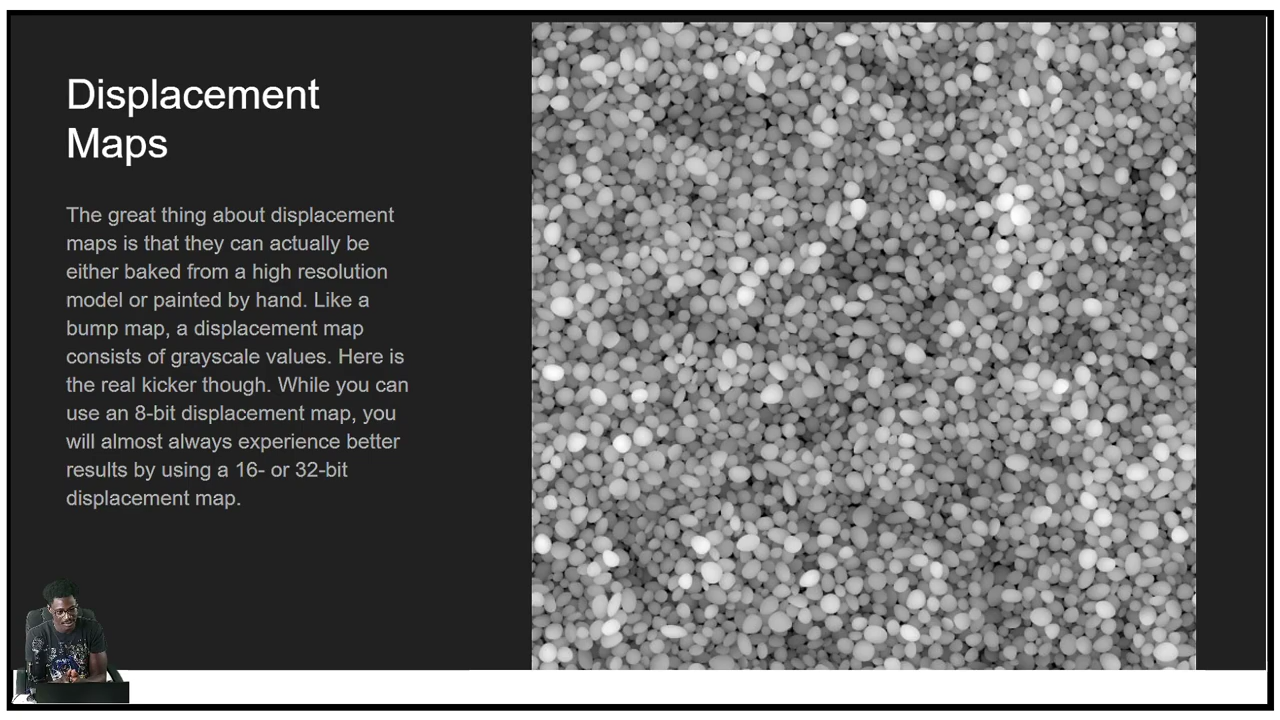 Displacement
Maps
The great thing about displacement
maps is that they can actually be
either baked from a high resolution
model or painted by hand. Like a
bump map, a displacement map
consists of grayscale values. Here is
the real kicker though. While you can
use an 8-bit displacement map, you
will almost always experience better
results by using a 16- or 32-bit
displacement map.